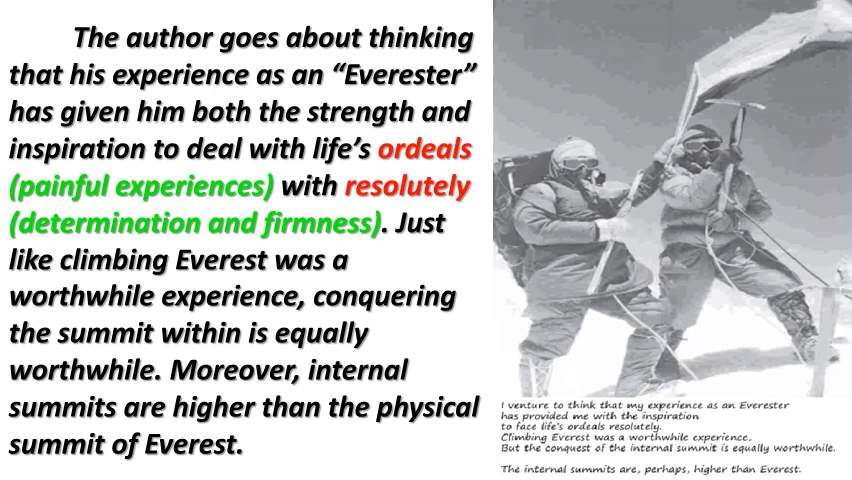 The author goes about thinking
that his experience as an “Everester”
has given him both the strength and
inspiration to deal with life’s ordeals
(painful experiences) with resolutely
(determination and firmness). Just
like climbing Everest was a
worthwhile experience, conquering
the summit within is equally
worthwhile. Moreover, internal
summits are higher than the physical
summit of Everest.
I venture to think that my experience as an Everester
has provided me with the inspiration
to face life's ordeals resolutely.
Climbing Everest was a worthwhile experience.
But the conquest of the internal summit is equally worthwhile.
The internal summits are, perhaps, higher than Everest.